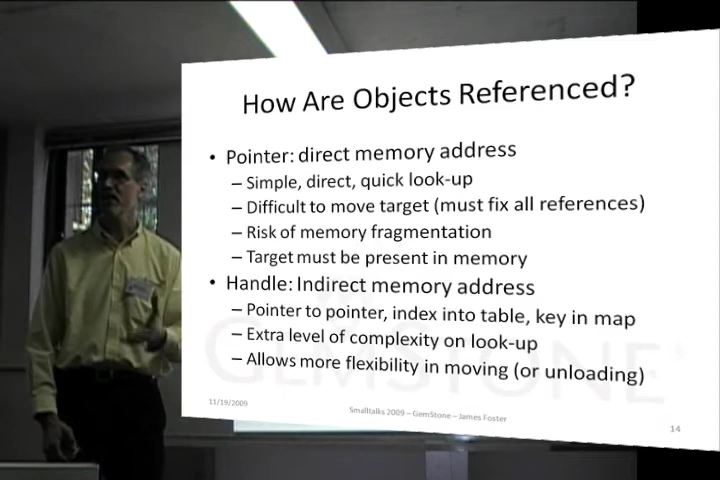 How Are Objects Referenced?
• Pointer: direct memory address
– Simple, direct, quick look-up
– Difficult to move target (must fix all references)
– Risk of memory fragmentation
– Target must be present in memory
• Handle: Indirect memory address
– Pointer to pointer, index into table, key in map
– Extra level of complexity on look-up
– Allows more flexibility in moving (or unloading)
GEMSTONE
11/19/2009
Smalltalks 2009 – GemStone – James Foster
14